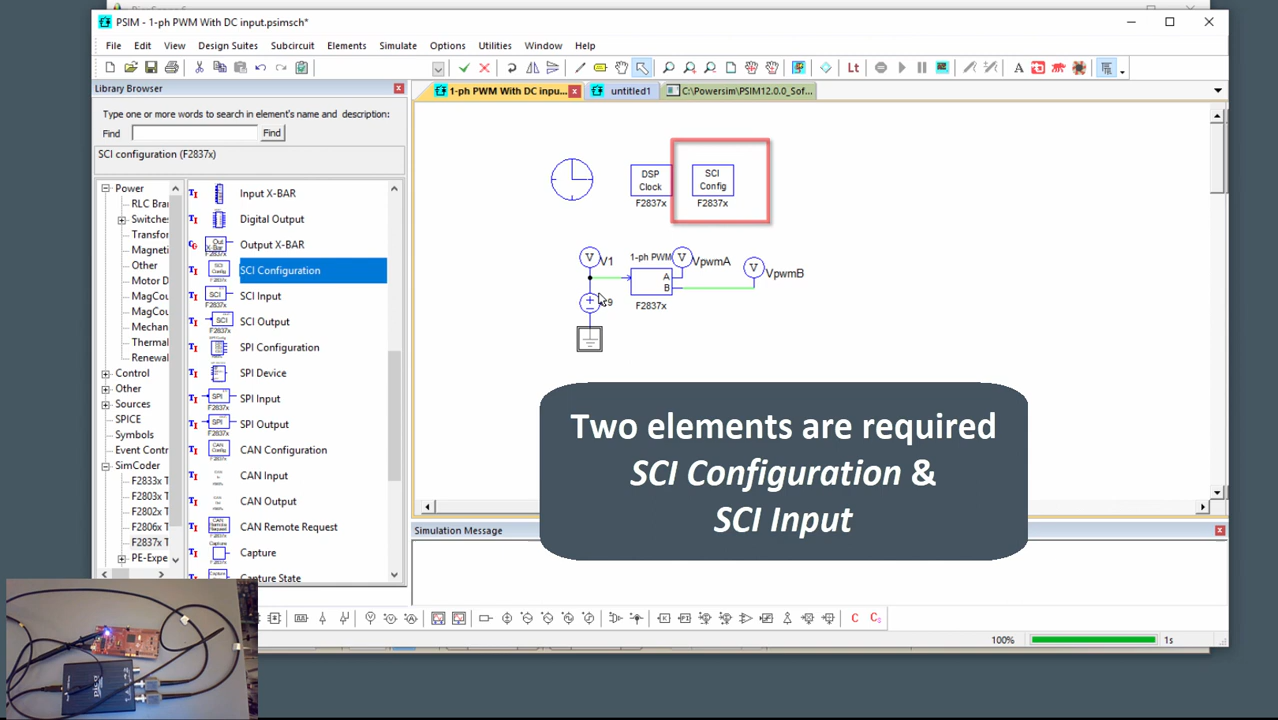 PSIM - 1-ph PWM With DC input.psimsch*
File Edit View Design Suites Subcircuit Elements Simulate Options Utilities Window Help
Lt
A
Library Browser
1-ph PWM With DC inpu...
untitled1
C:\Powersim\PSIM12.0.0_Sof...
Type one or more words to search in element's name and description:
Find
Find
SCI configuration (F2837x)
Power
RLC Bran
Switches
Transfor
Magneti
Other
Motor D
MagCou
MagCou
Mechan
Thermal
Renewal
Control
Other
Sources
SPICE
Symbols
Event Contr
SimCoder
F2833x T
F2803x T
F2802x T
F2806x T
F2837x T
PE-Expe
Input X-BAR
Digital Output
Output X-BAR
SCI Configuration
SCI Input
SCI Output
SPI Configuration
SPI Device
SPI Input
SPI Output
CAN Configuration
CAN Input
CAN Output
CAN Remote Request
Capture
Capture State
DSP
Clock
F2837x
SCI
Config
F2837x
V
V1
1-ph PWM
V
VpwmA
V
VpwmB
A
B
F2837x
Two elements are required
SCI Configuration &
SCI Input
Simulation Message
100%
1s